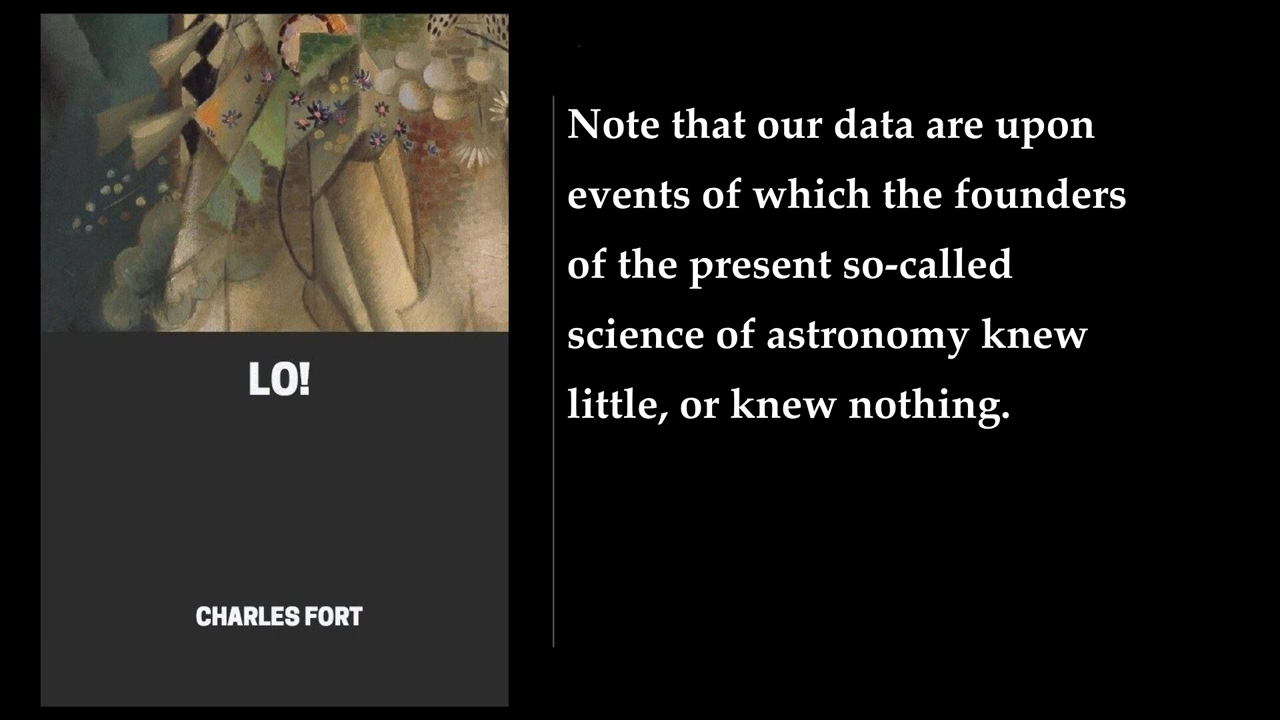 LO!
CHARLES FORT
Note that our data are upon
events of which the founders
of the present so-called
science of astronomy knew
little, or knew nothing.